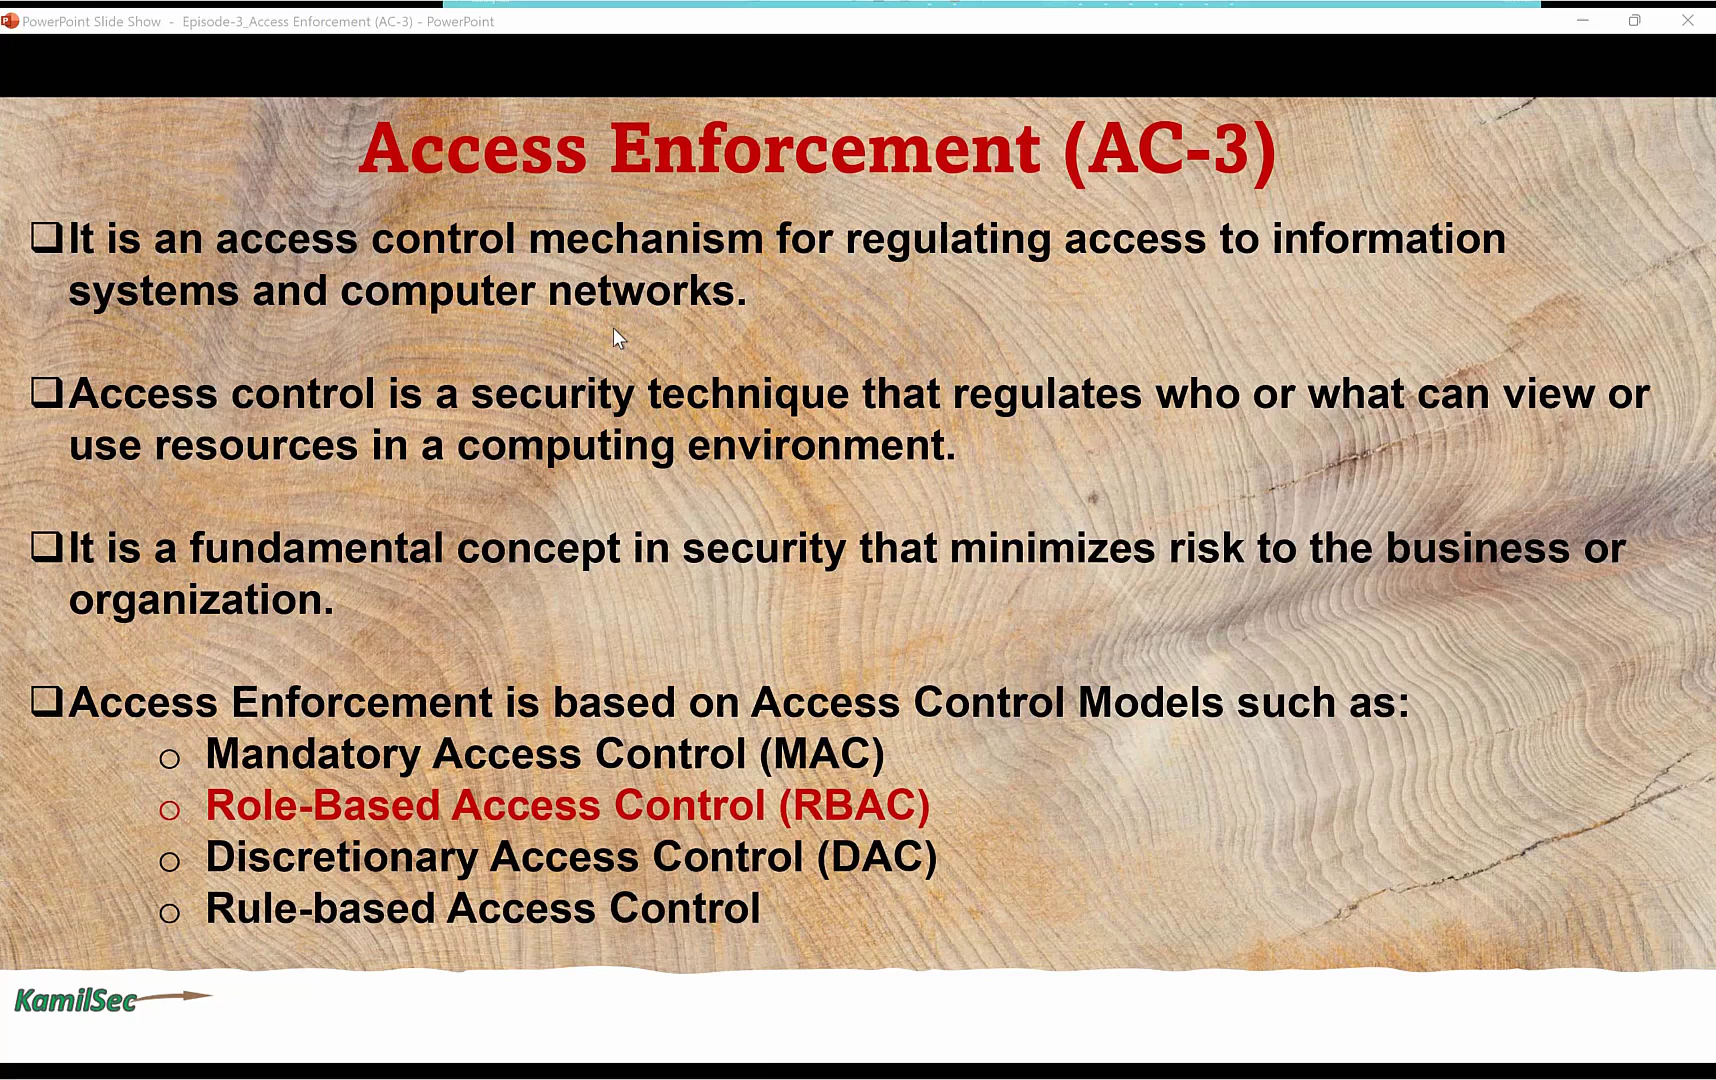 PowerPoint Slide Show - Episode-3_Access Enforcement (AC-3) - PowerPoint
Access Enforcement (AC-3)
It is an access control mechanism for regulating access to information
systems and computer networks.
Access control is a security technique that regulates who or what can view or
use resources in a computing environment.
It is a fundamental concept in security that minimizes risk to the business or
organization.
Access Enforcement is based on Access Control Models such as:
Mandatory Access Control (MAC)
Role-Based Access Control (RBAC)
Discretionary Access Control (DAC)
Rule-based Access Control
KamilSec